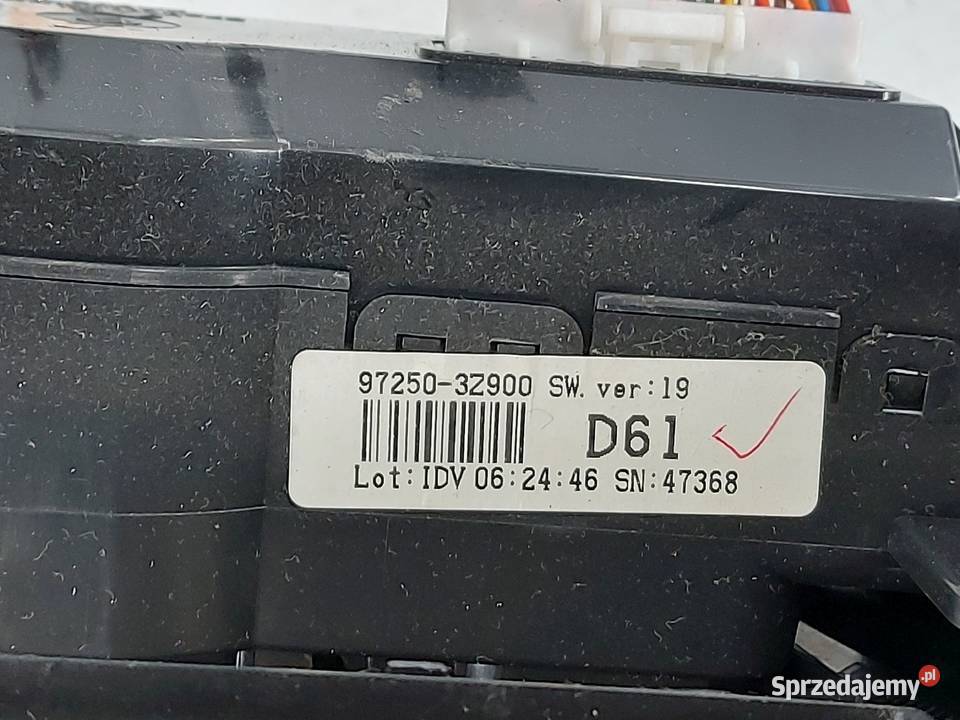 97250-3Z900 SW. ver:19
D61
Lot:IDV 06:24:46 SN:47368
Sprzedajemy.pl